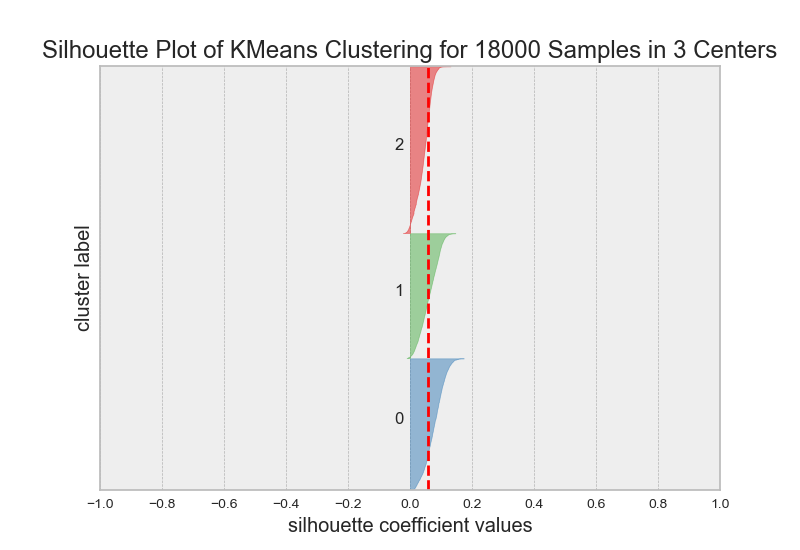 Silhouette Plot of KMeans Clustering for 18000 Samples in 3 Centers
cluster label
2
1
0
−1.0 −0.8 −0.6 −0.4 −0.2 0.0 0.2 0.4 0.6 0.8 1.0
silhouette coefficient values